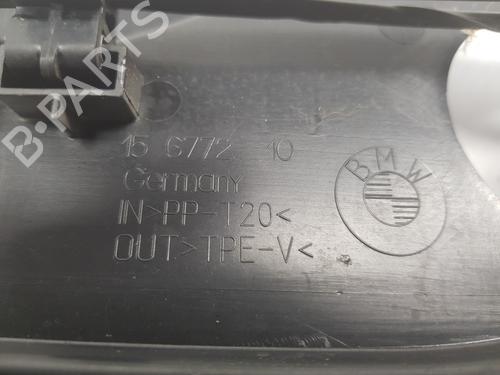 B-PARTS
15 6772 10
Germany
IN>PP-T20<
OUT>TPE-V<
BMW